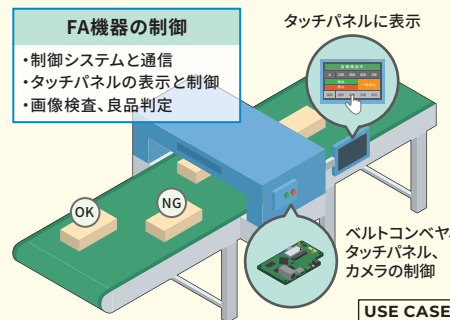 FA機器の制御
・制御システムと通信
・タッチパネルの表示と制御
・画像検査、良品判定
タッチパネルに表示
OK
NG
ベルトコンベヤ、
タッチパネル、
カメラの制御
USE CASE